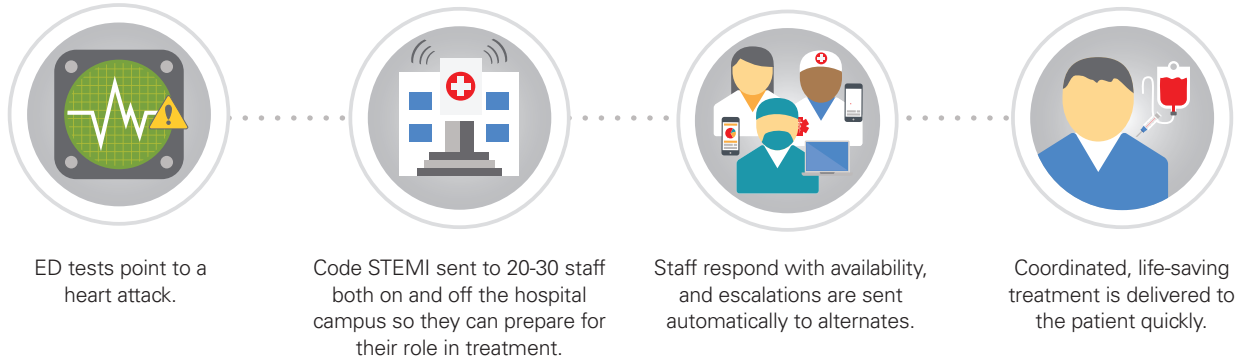 ED tests point to a
heart attack.
Code STEMI sent to 20-30 staff
both on and off the hospital
campus so they can prepare for
their role in treatment.
Staff respond with availability,
and escalations are sent
automatically to alternates.
Coordinated, life-saving
treatment is delivered to
the patient quickly.